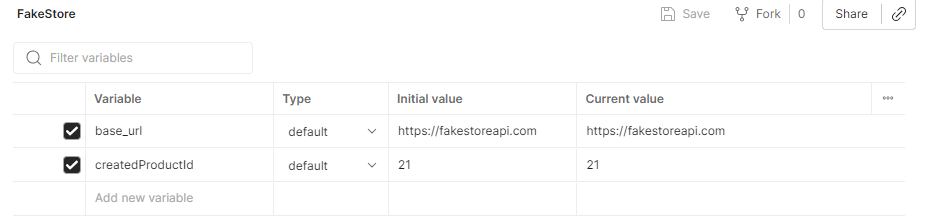 FakeStore Save Fork 0 Share
Filter variables
Variable Type Initial value Current value
base_url default https://fakestoreapi.com https://fakestoreapi.com
createdProductId default 21 21
Add new variable